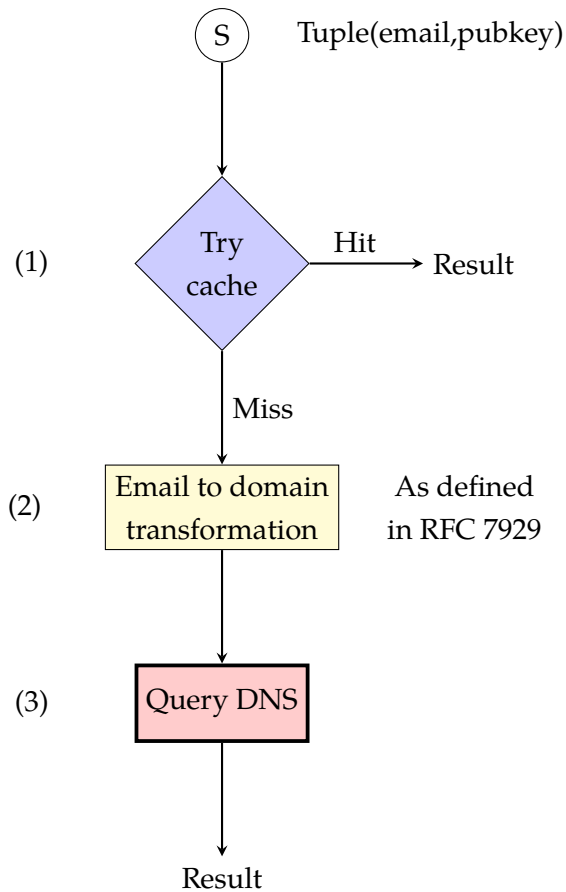 S
Tuple(email,pubkey)
(1)
Try
cache
Hit
Result
Miss
(2)
Email to domain
transformation
As defined
in RFC 7929
(3)
Query DNS
Result